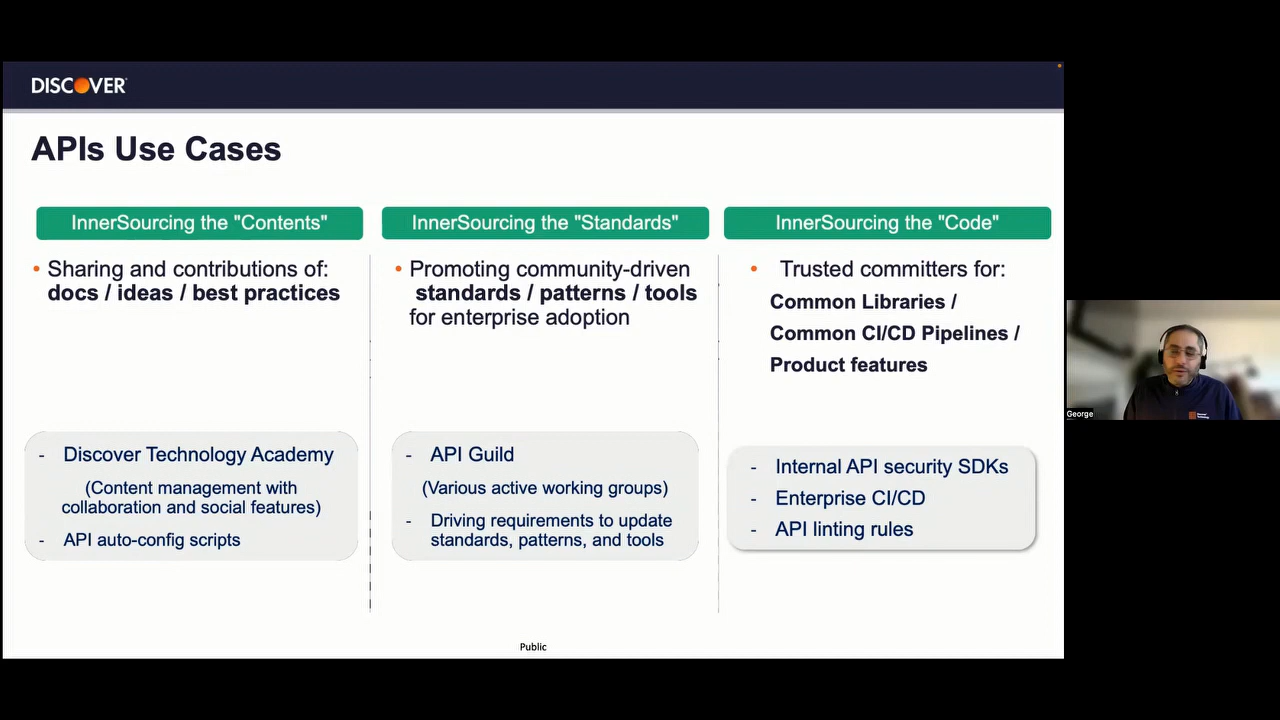 DISCOVER
APIs Use Cases
InnerSourcing the "Contents"
• Sharing and contributions of:
docs / ideas / best practices
- Discover Technology Academy
(Content management with
collaboration and social features)
- API auto-config scripts
InnerSourcing the "Standards"
• Promoting community-driven
standards / patterns / tools
for enterprise adoption
- API Guild
(Various active working groups)
- Driving requirements to update
standards, patterns, and tools
InnerSourcing the "Code"
• Trusted committers for:
Common Libraries /
Common CI/CD Pipelines /
Product features
- Internal API security SDKs
- Enterprise CI/CD
- API linting rules
Public
George